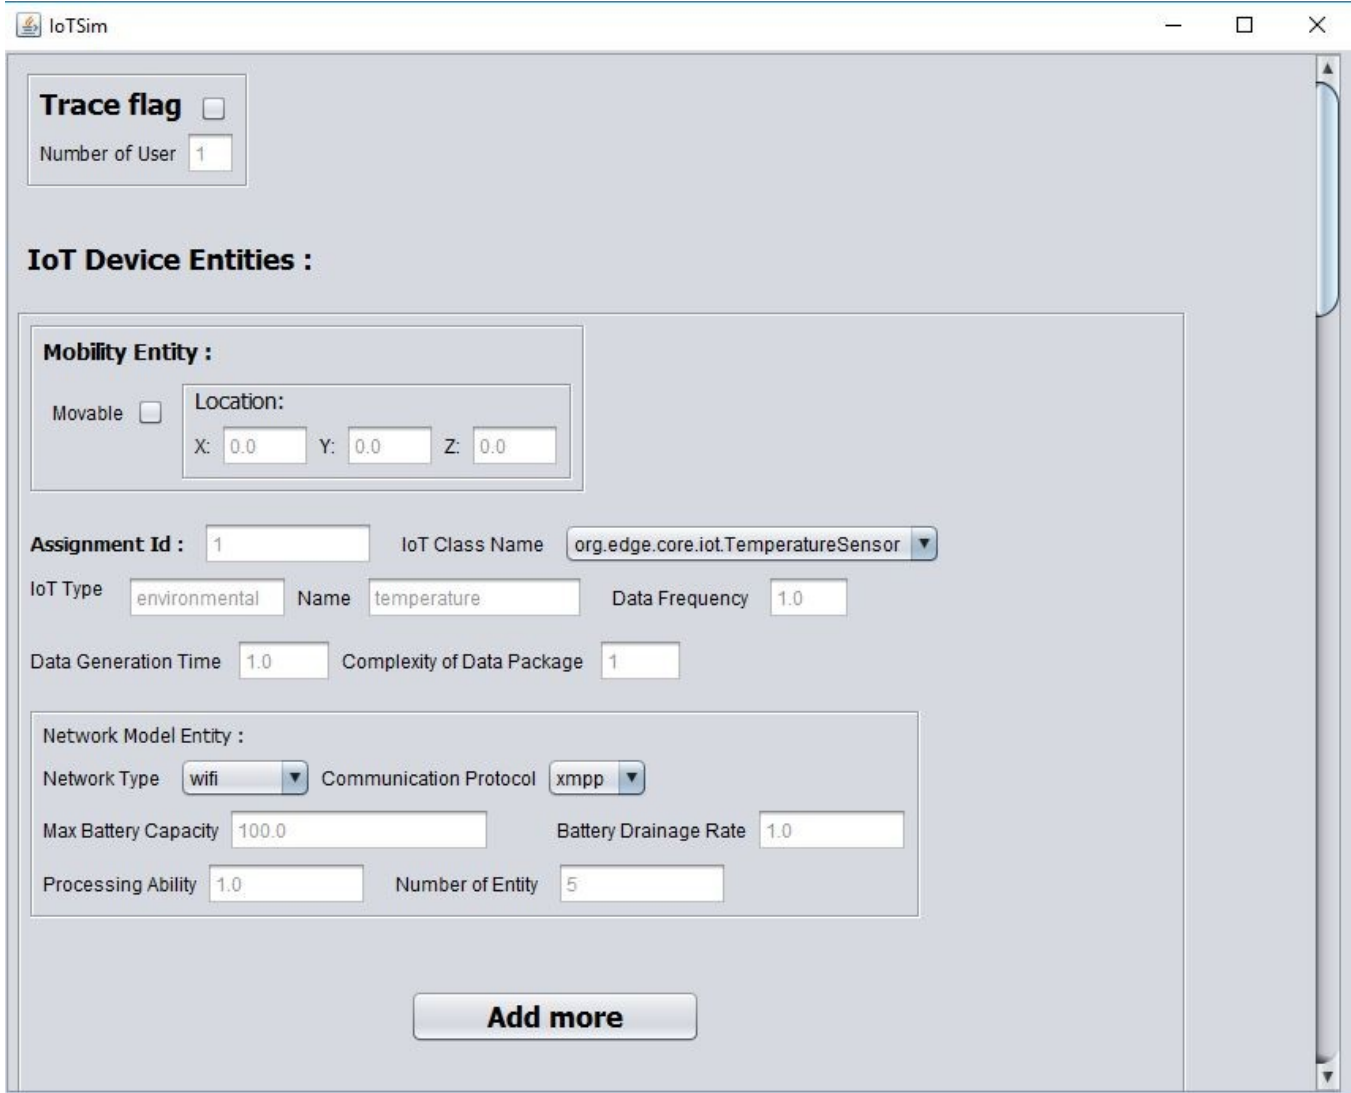 IoTSim
Trace flag
Number of User 1
IoT Device Entities :
Mobility Entity :
Movable
Location:
X: 0.0 Y: 0.0 Z: 0.0
Assignment Id : 1 IoT Class Name org.edge.core.iot.TemperatureSensor
IoT Type environmental Name temperature Data Frequency 1.0
Data Generation Time 1.0 Complexity of Data Package 1
Network Model Entity :
Network Type wifi Communication Protocol xmpp
Max Battery Capacity 100.0 Battery Drainage Rate 1.0
Processing Ability 1.0 Number of Entity 5
Add more